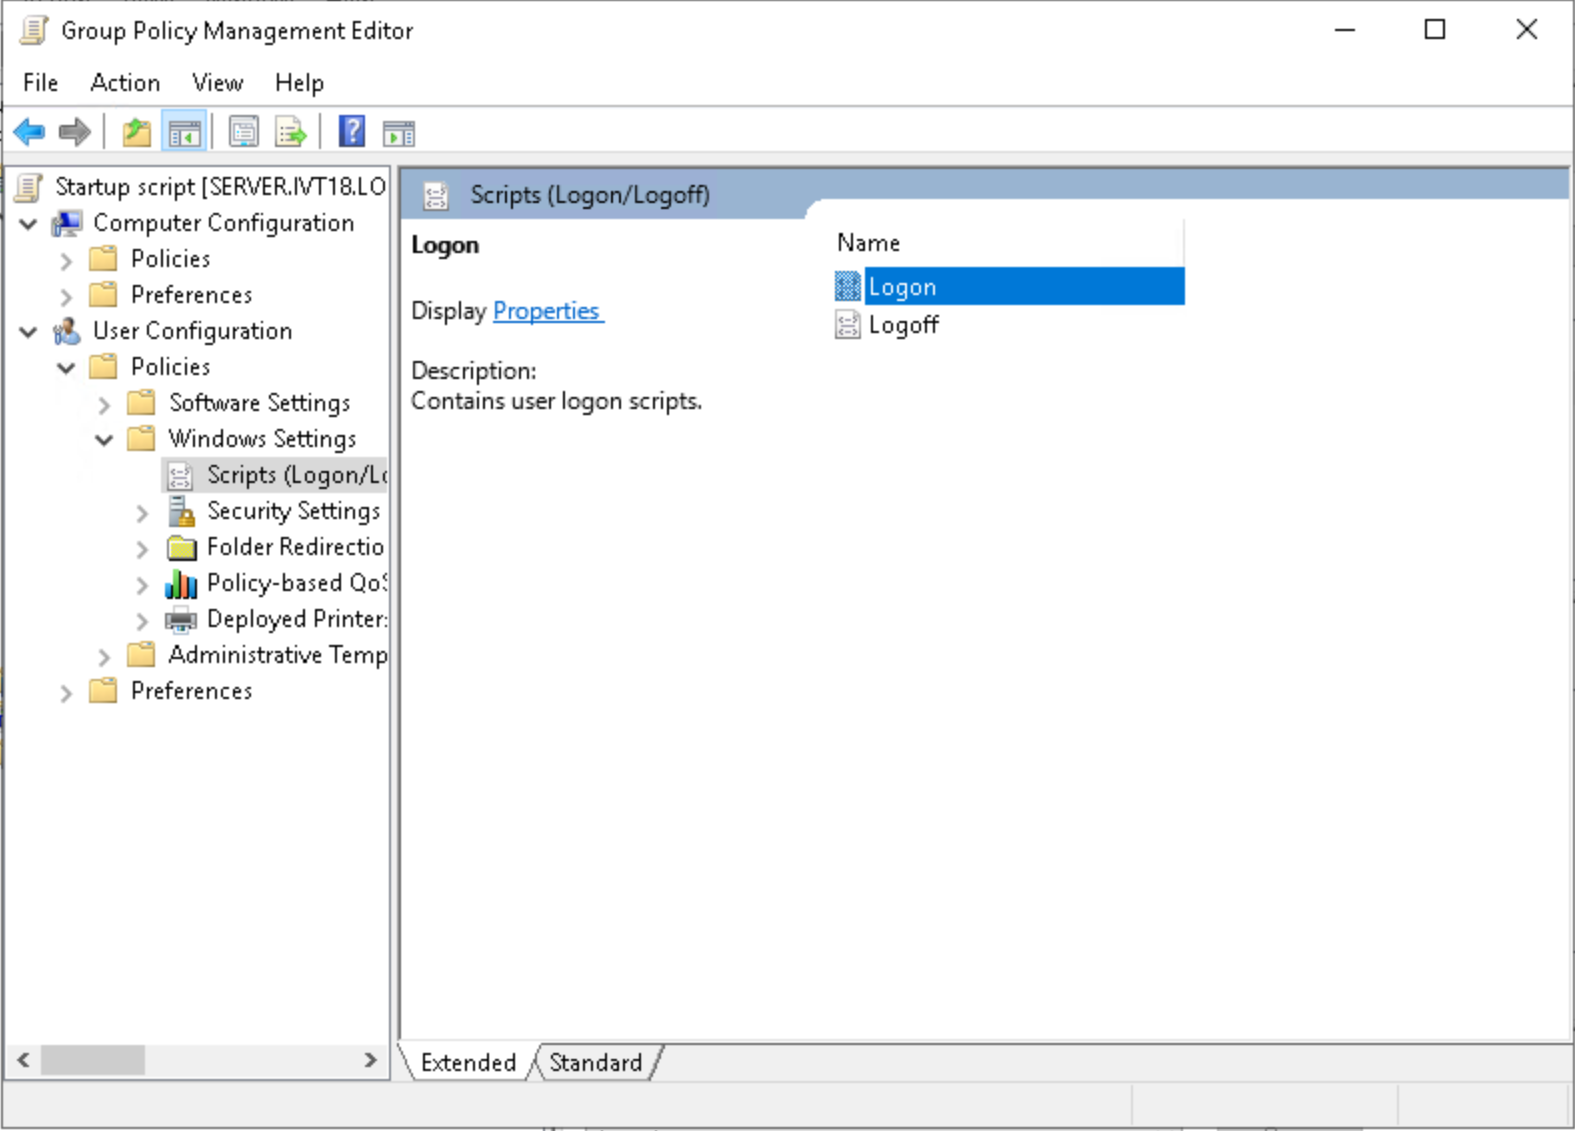 Group Policy Management Editor
File Action View Help
Startup script [SERVER.IVT18.LO
Computer Configuration
Policies
Preferences
User Configuration
Policies
Software Settings
Windows Settings
Scripts (Logon/Lo
Security Settings
Folder Redirectio
Policy-based QoS
Deployed Printer
Administrative Temp
Preferences
Scripts (Logon/Logoff)
Logon
Display Properties
Description:
Contains user logon scripts.
Name
Logon
Logoff
Extended Standard